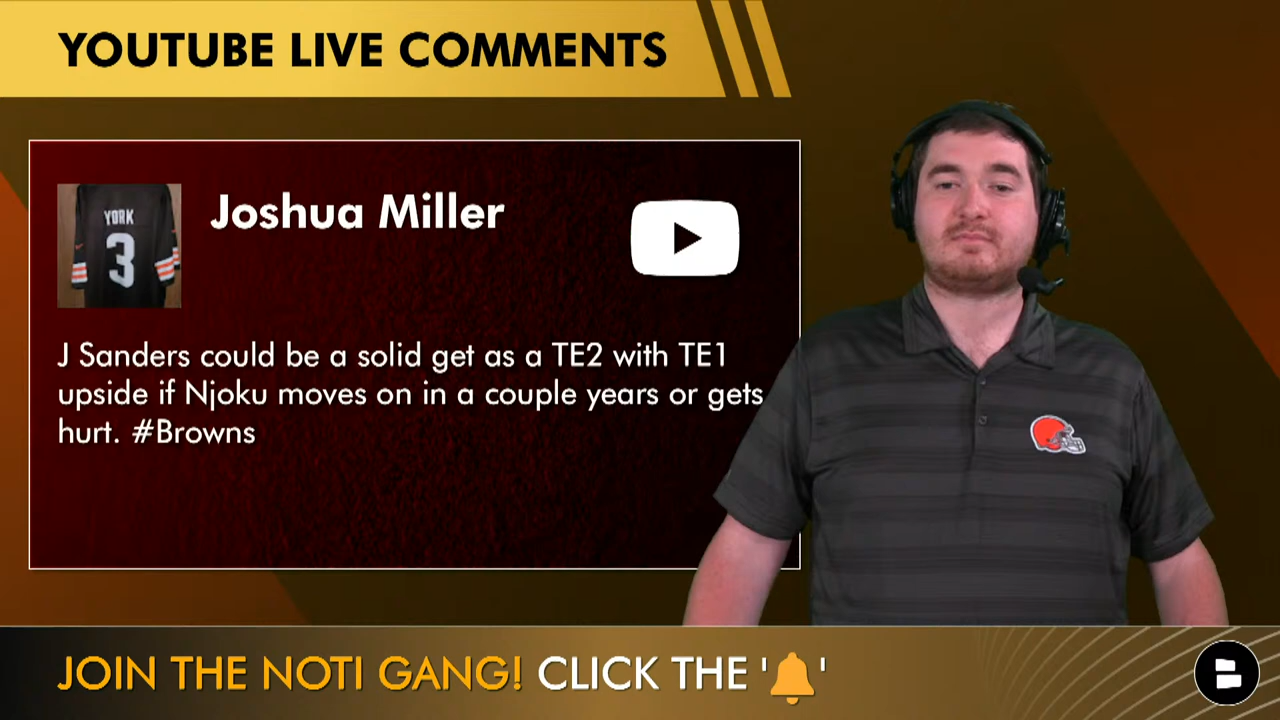 YOUTUBE LIVE COMMENTS
YORK
3
Joshua Miller
J Sanders could be a solid get as a TE2 with TE1
upside if Njoku moves on in a couple years or gets
hurt. #Browns
JOIN THE NOTI GANG! CLICK THE ' '